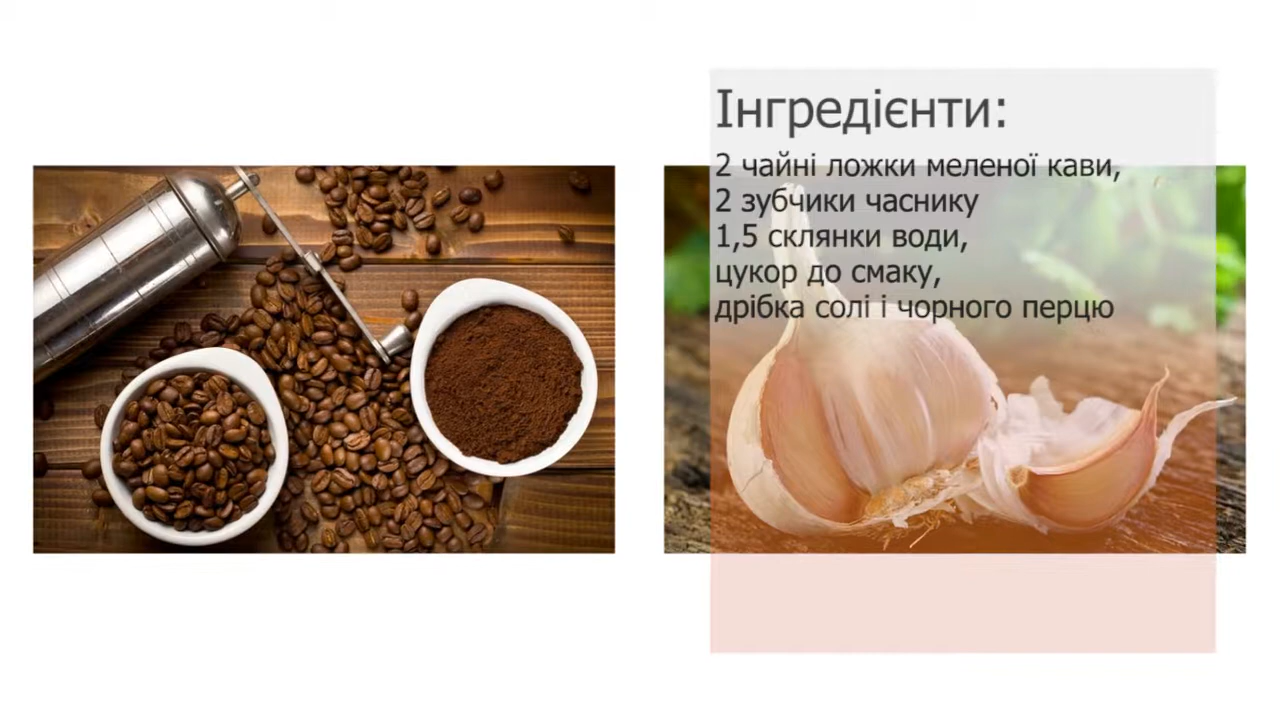 Інгредієнти:
2 чайні ложки меленої кави,
2 зубчики часнику
1,5 склянки води,
цукор до смаку,
дрібка солі і чорного перцю